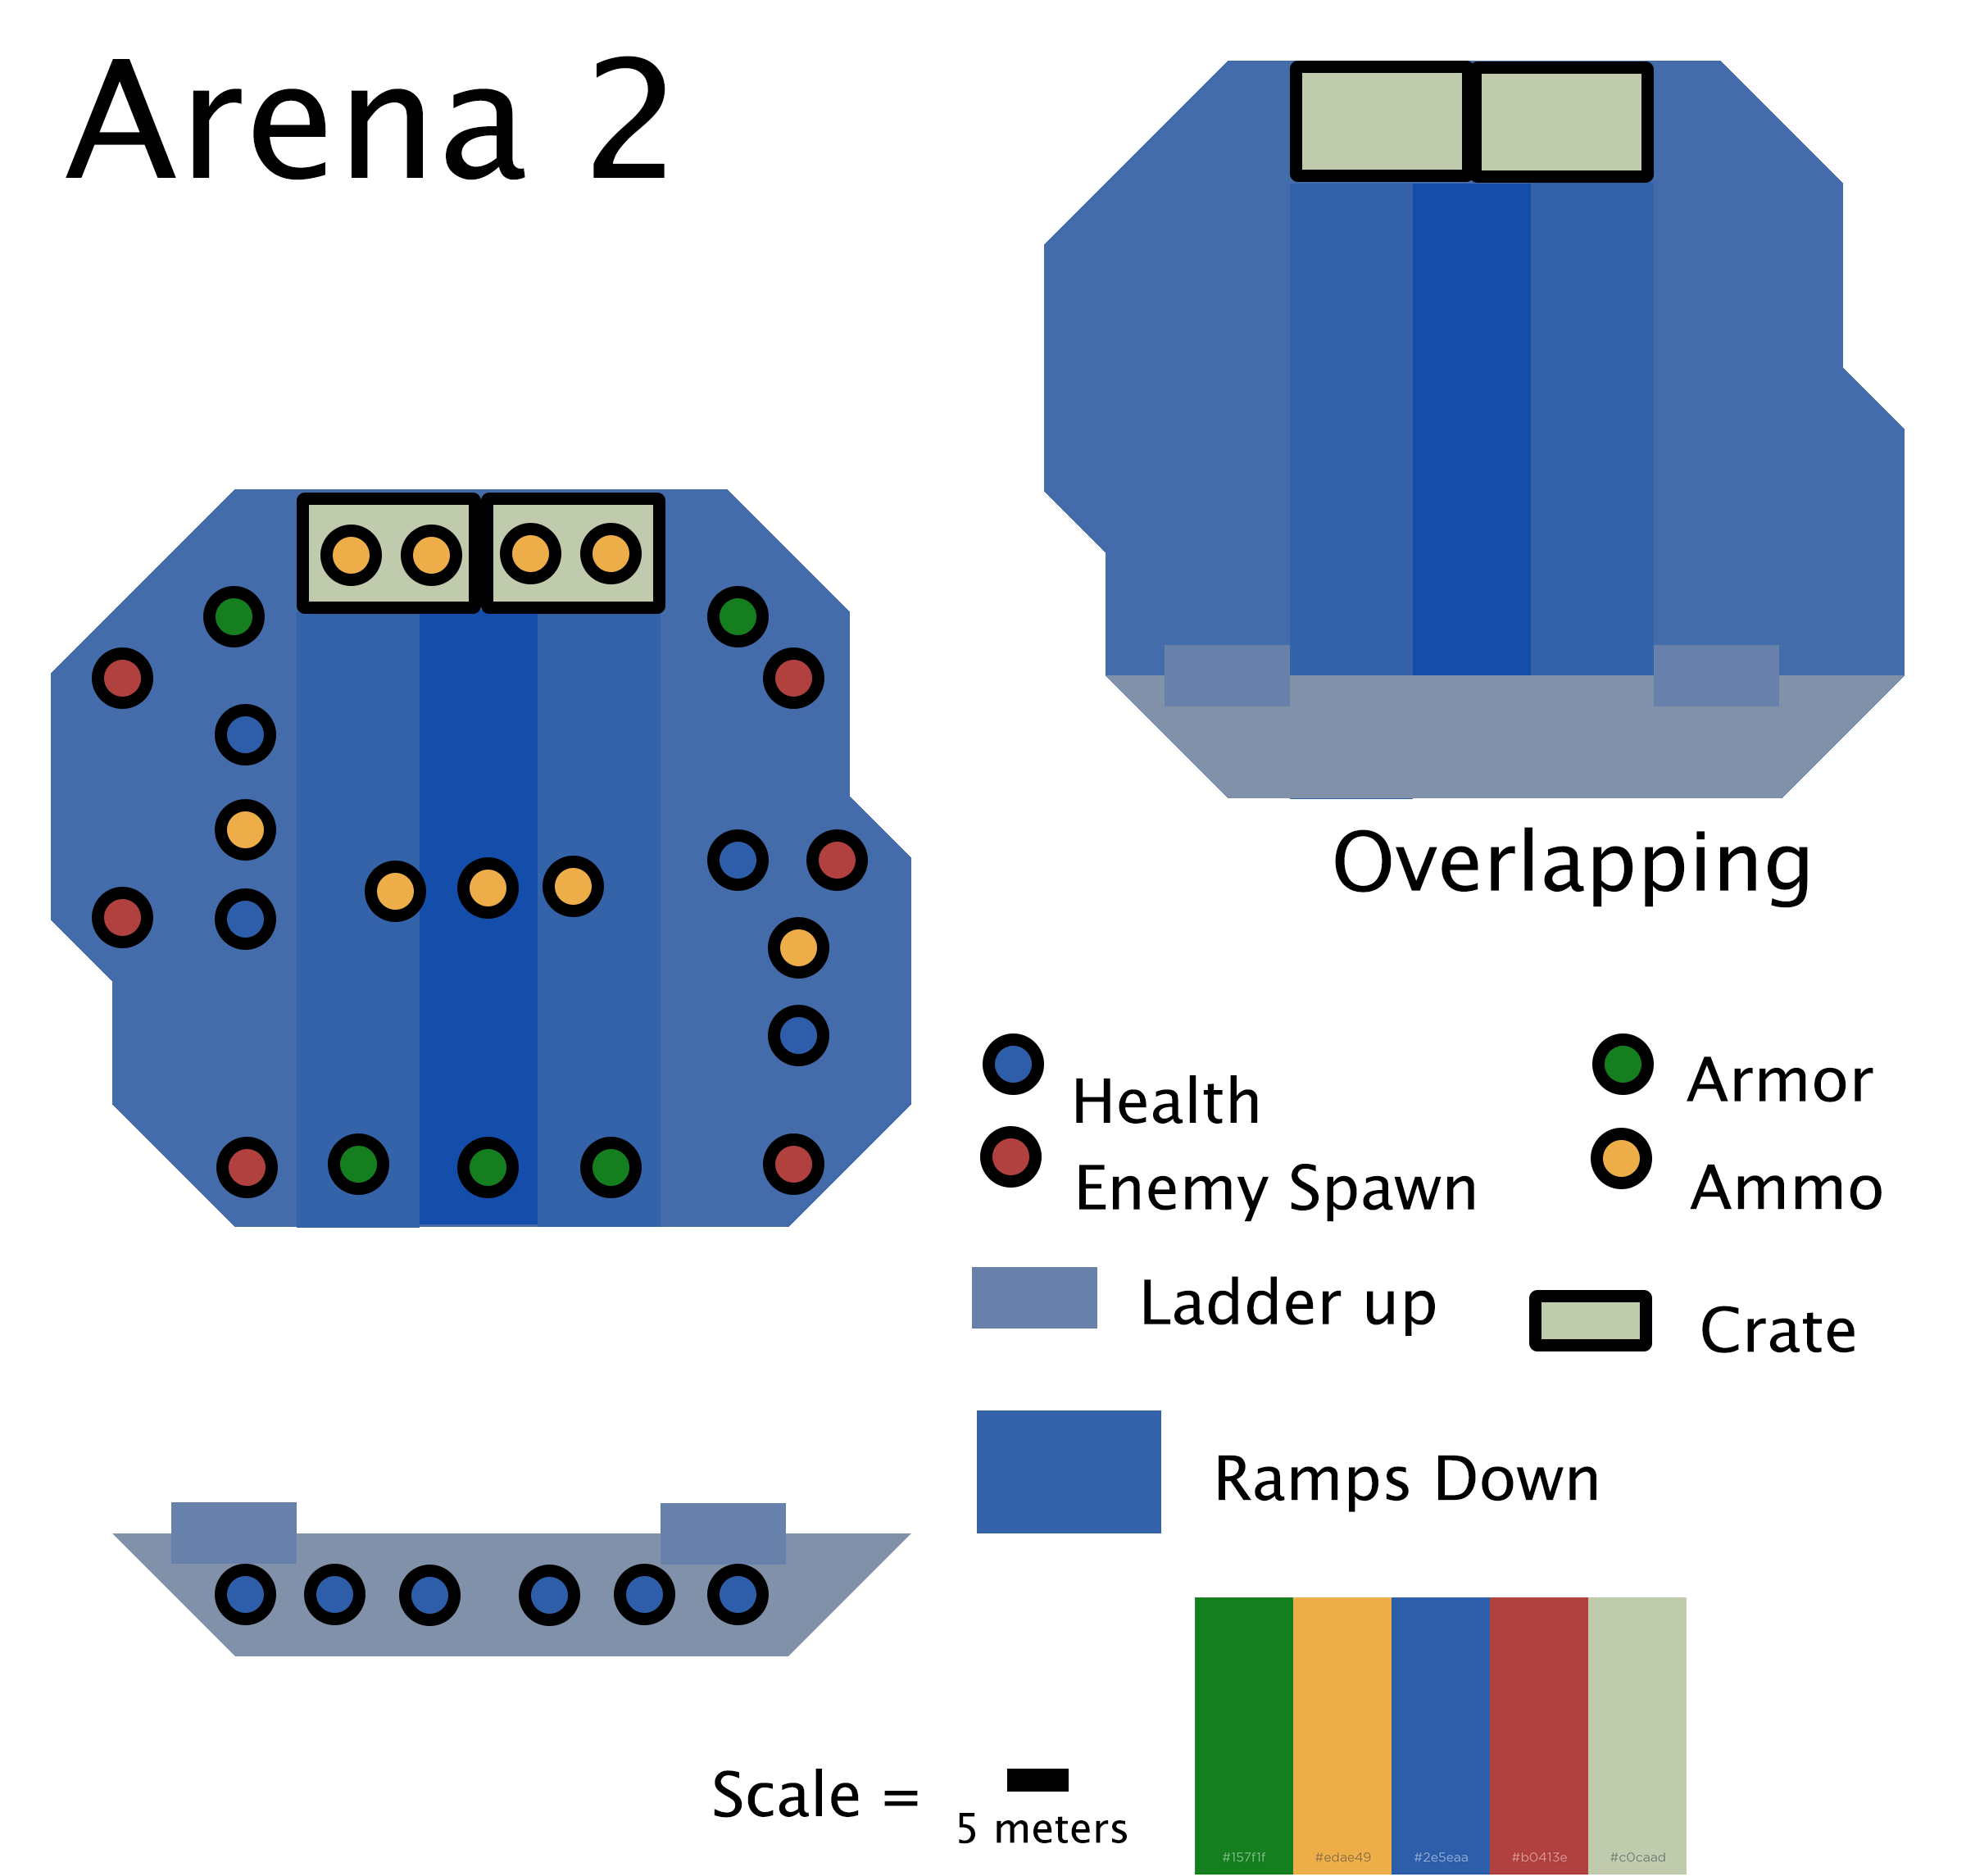 Arena 2
Overlapping
Health
Armor
Enemy Spawn
Ammo
Ladder up
Crate
Ramps Down
Scale =
5 meters
#157f1f
#edae49
#2e5eaa
#b0413e
#c0caad